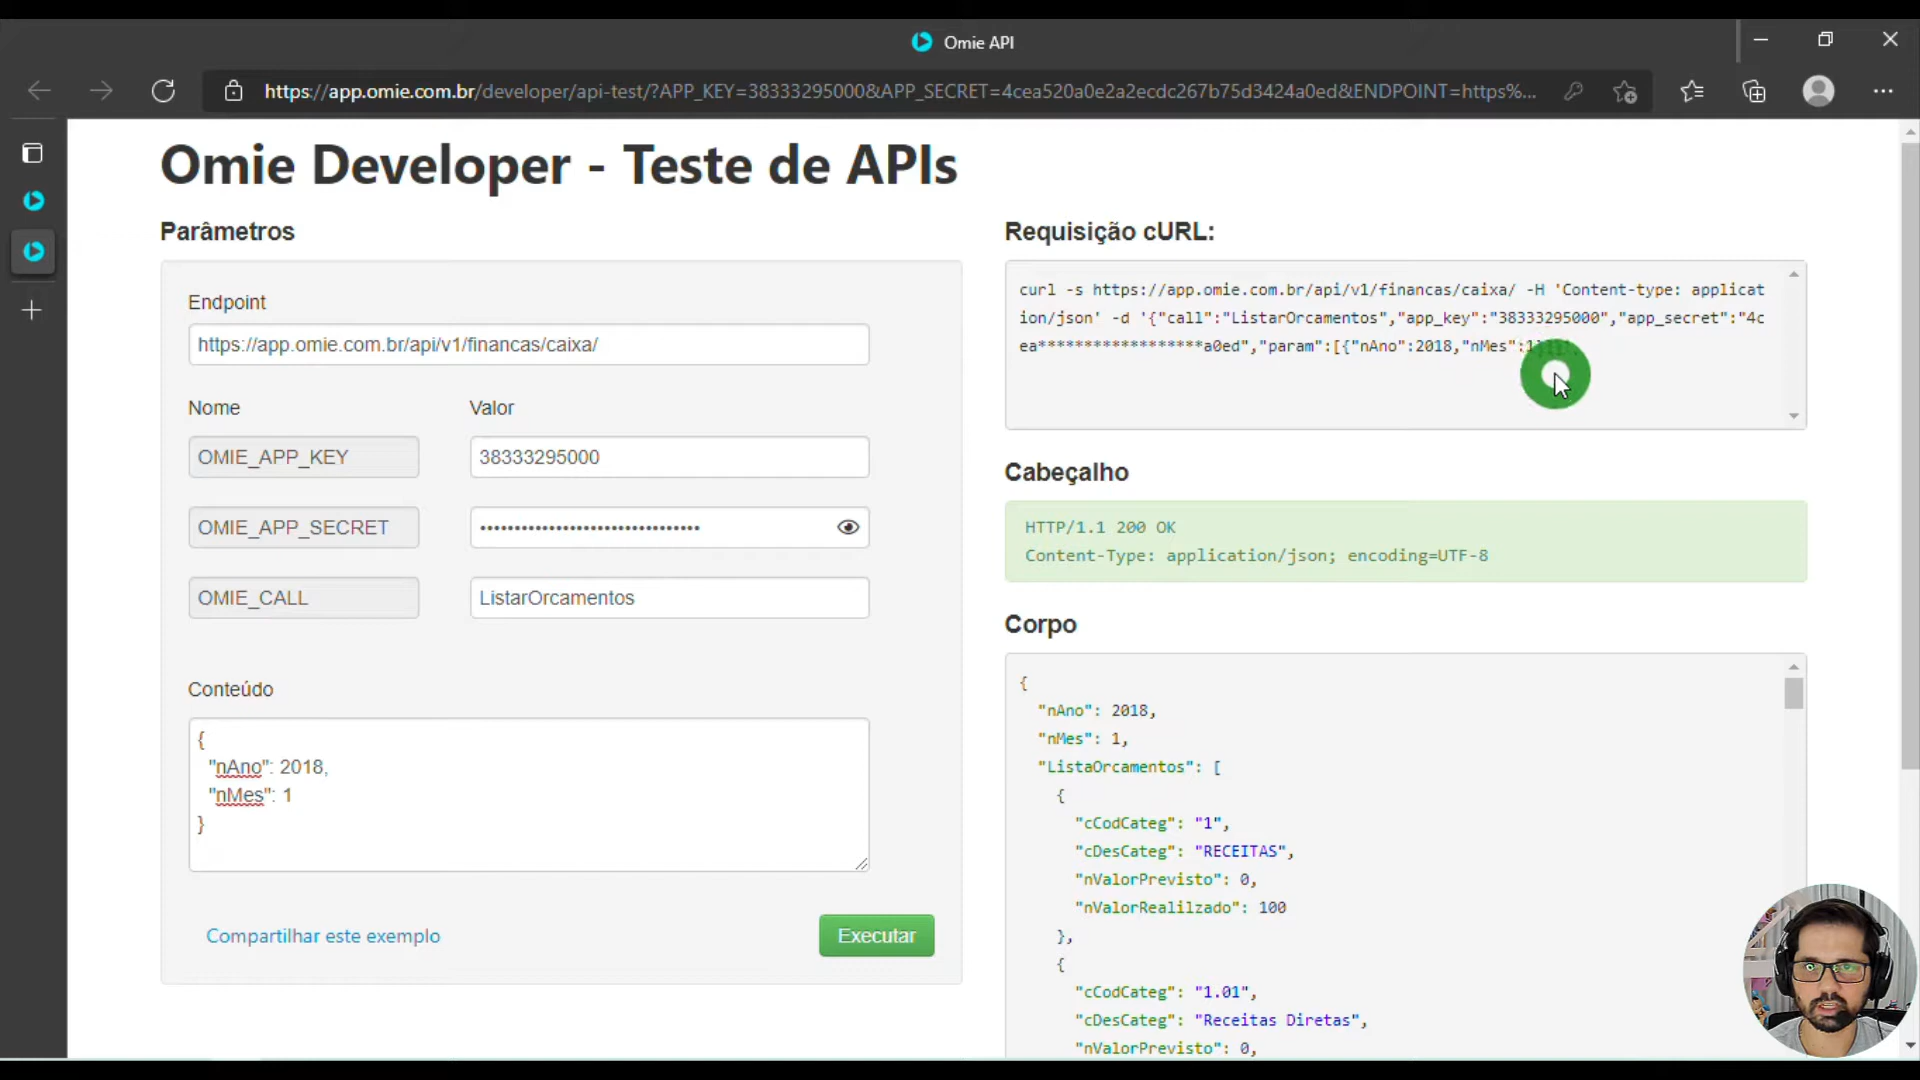 Omie API
https://app.omie.com.br/developer/api-test/?APP_KEY=38333295000&APP_SECRET=4cea520a0e2a2ecdc267b75d3424a0ed&ENDPOINT=https%...
Omie Developer - Teste de APIs
Parâmetros
Endpoint
https://app.omie.com.br/api/v1/financas/caixa/
Nome
Valor
OMIE_APP_KEY
38333295000
OMIE_APP_SECRET
••••••••••••••••••••••••••••••••
OMIE_CALL
ListarOrcamentos
Conteúdo
{
"nAno": 2018,
"nMes": 1
}
Compartilhar este exemplo
Executar
Requisição cURL:
curl -s https://app.omie.com.br/api/v1/financas/caixa/ -H 'Content-type: applicat
ion/json' -d '{"call":"ListarOrcamentos","app_key":"38333295000","app_secret":"4c
ea******************a0ed","param":[{"nAno":2018,"nMes":1
Cabeçalho
HTTP/1.1 200 OK
Content-Type: application/json; encoding=UTF-8
Corpo
{
"nAno": 2018,
"nMes": 1,
"ListaOrcamentos": [
{
"cCodCateg": "1",
"cDesCateg": "RECEITAS",
"nValorPrevisto": 0,
"nValorRealilzado": 100
},
{
"cCodCateg": "1.01",
"cDesCateg": "Receitas Diretas",
"nValorPrevisto": 0,